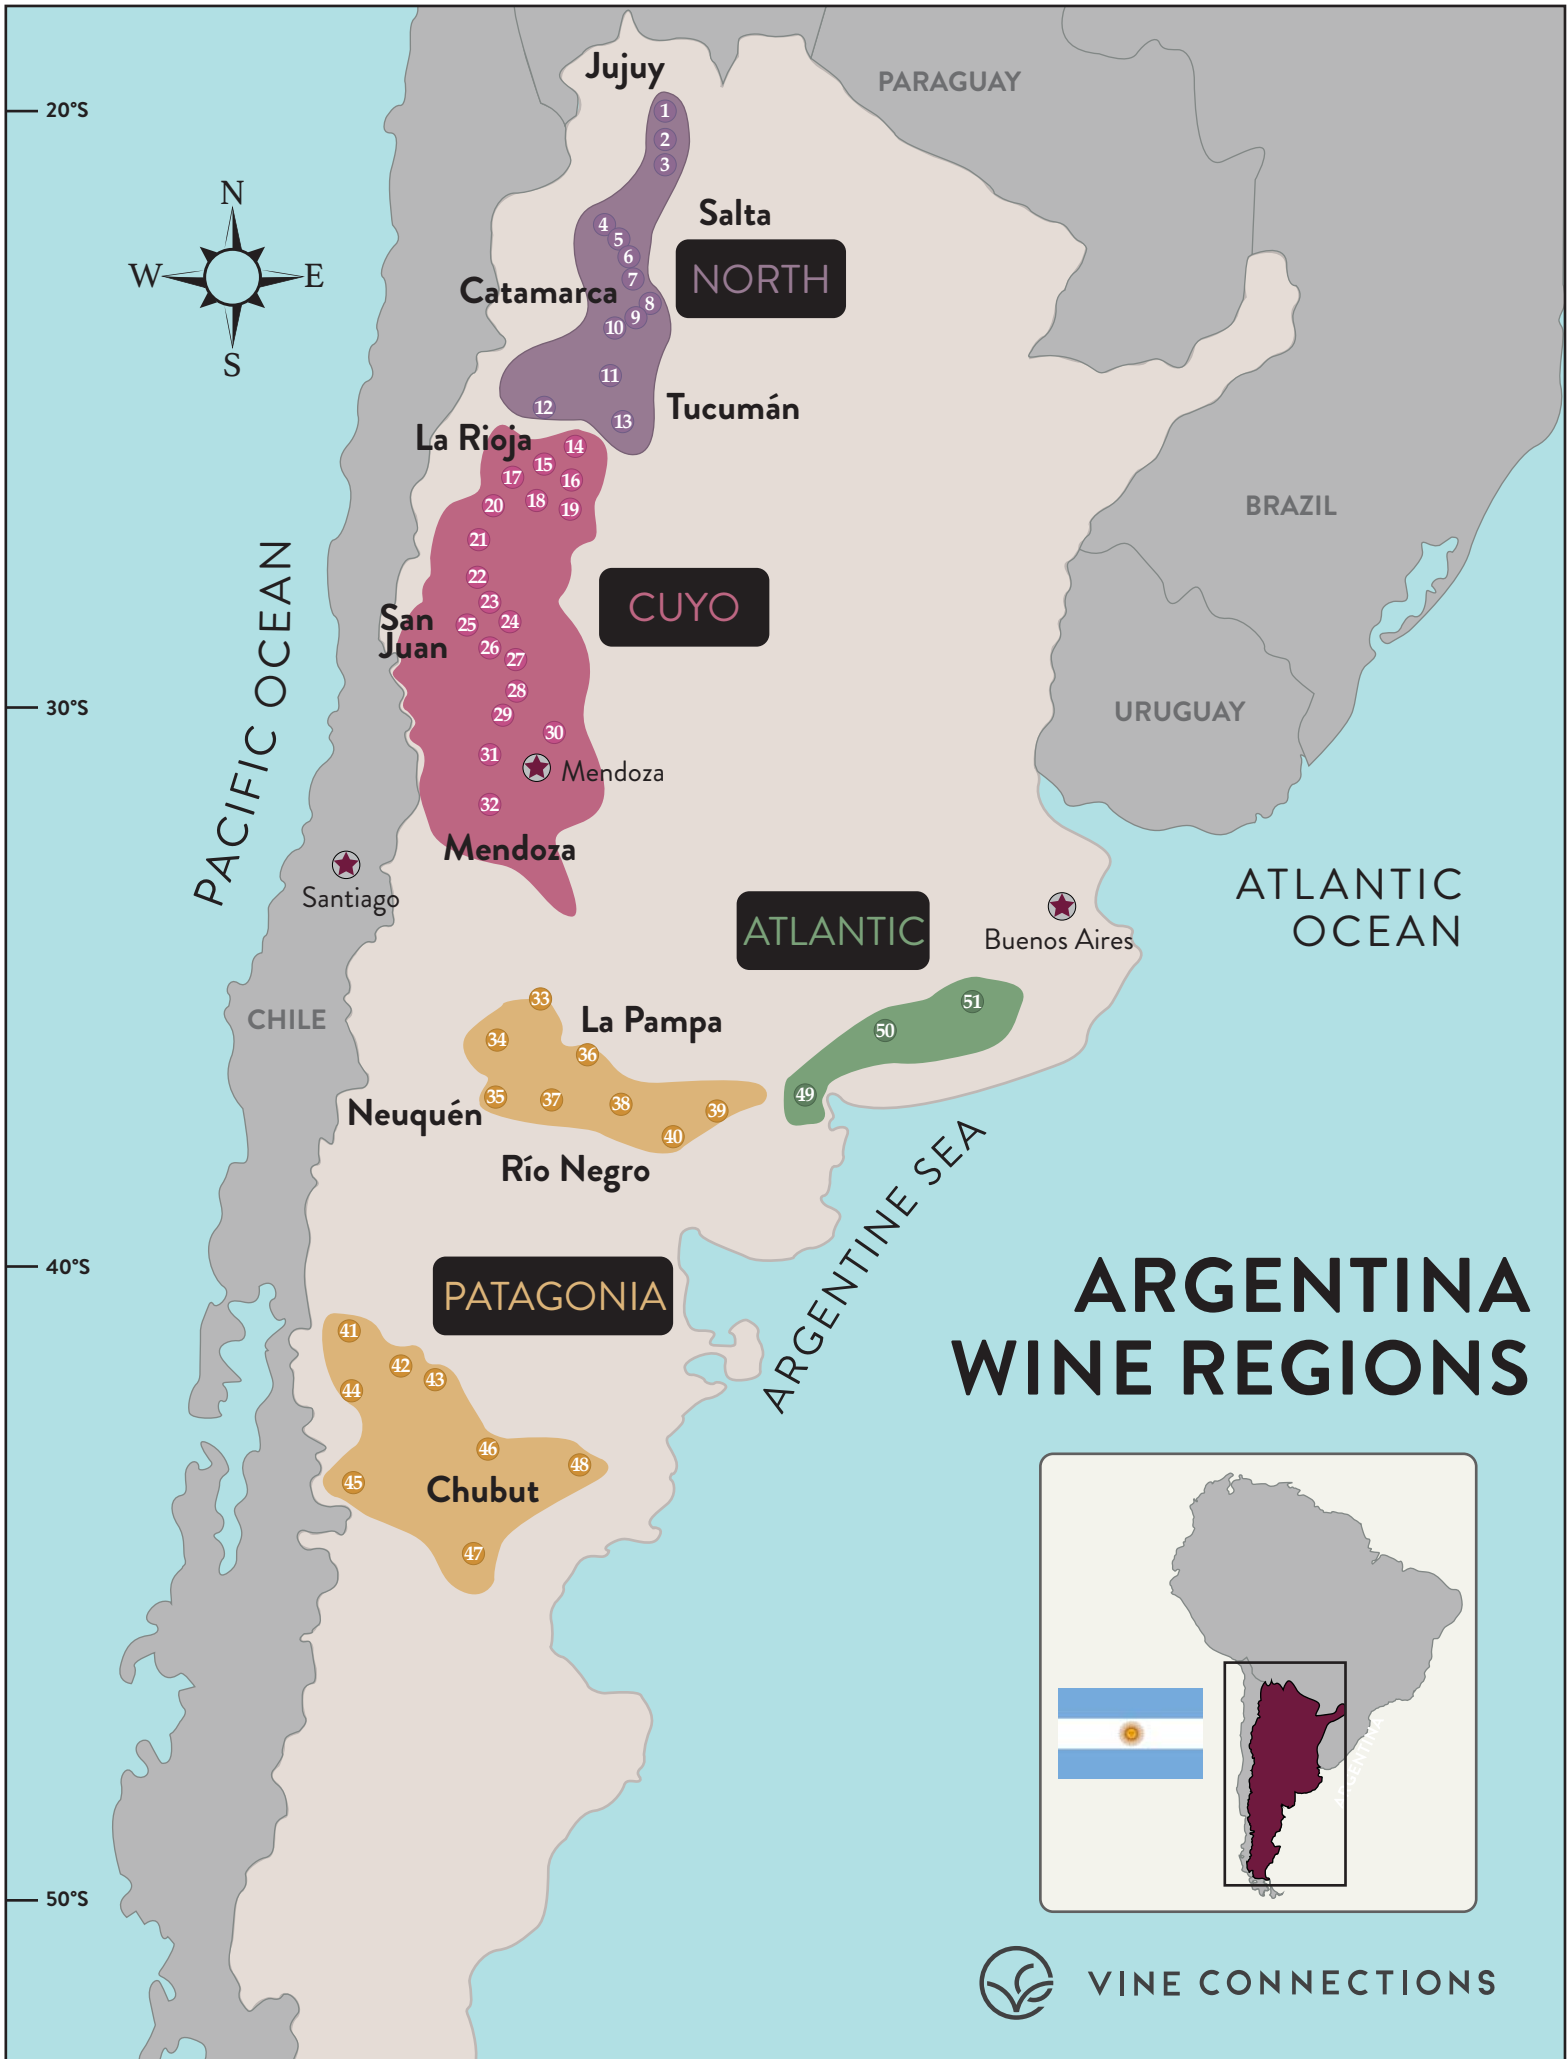 Jujuy
PARAGUAY
20°S
1
2
3
N
W
E
S
Salta
4
5
6
NORTH
7
Catamarca
8
9
10
11
12
Tucumán
13
La Rioja
14
15
16
17
18
19
20
BRAZIL
21
22
23
CUYO
San
Juan
24
25
26
27
PACIFIC OCEAN
28
30°S
29
URUGUAY
30
31
Mendoza
32
Mendoza
Santiago
ATLANTIC
OCEAN
ATLANTIC
Buenos Aires
33
51
CHILE
La Pampa
50
34
36
35
37
38
39
49
Neuquén
40
Río Negro
ARGENTINE SEA
40°S
PATAGONIA
ARGENTINA
WINE REGIONS
41
42
43
44
46
48
45
Chubut
47
ARGENTINA
50°S
VINE CONNECTIONS